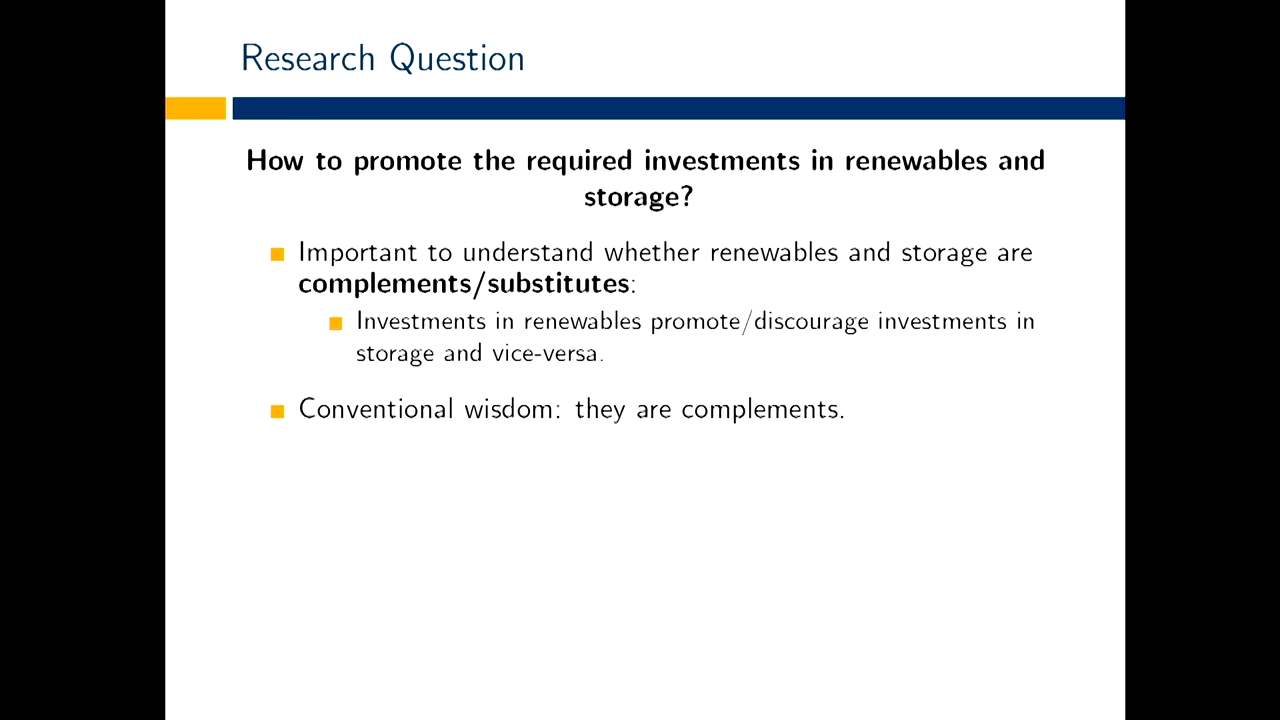 Research Question
How to promote the required investments in renewables and
storage?
Important to understand whether renewables and storage are
complements/substitutes:
Investments in renewables promote/discourage investments in
storage and vice-versa.
Conventional wisdom: they are complements.